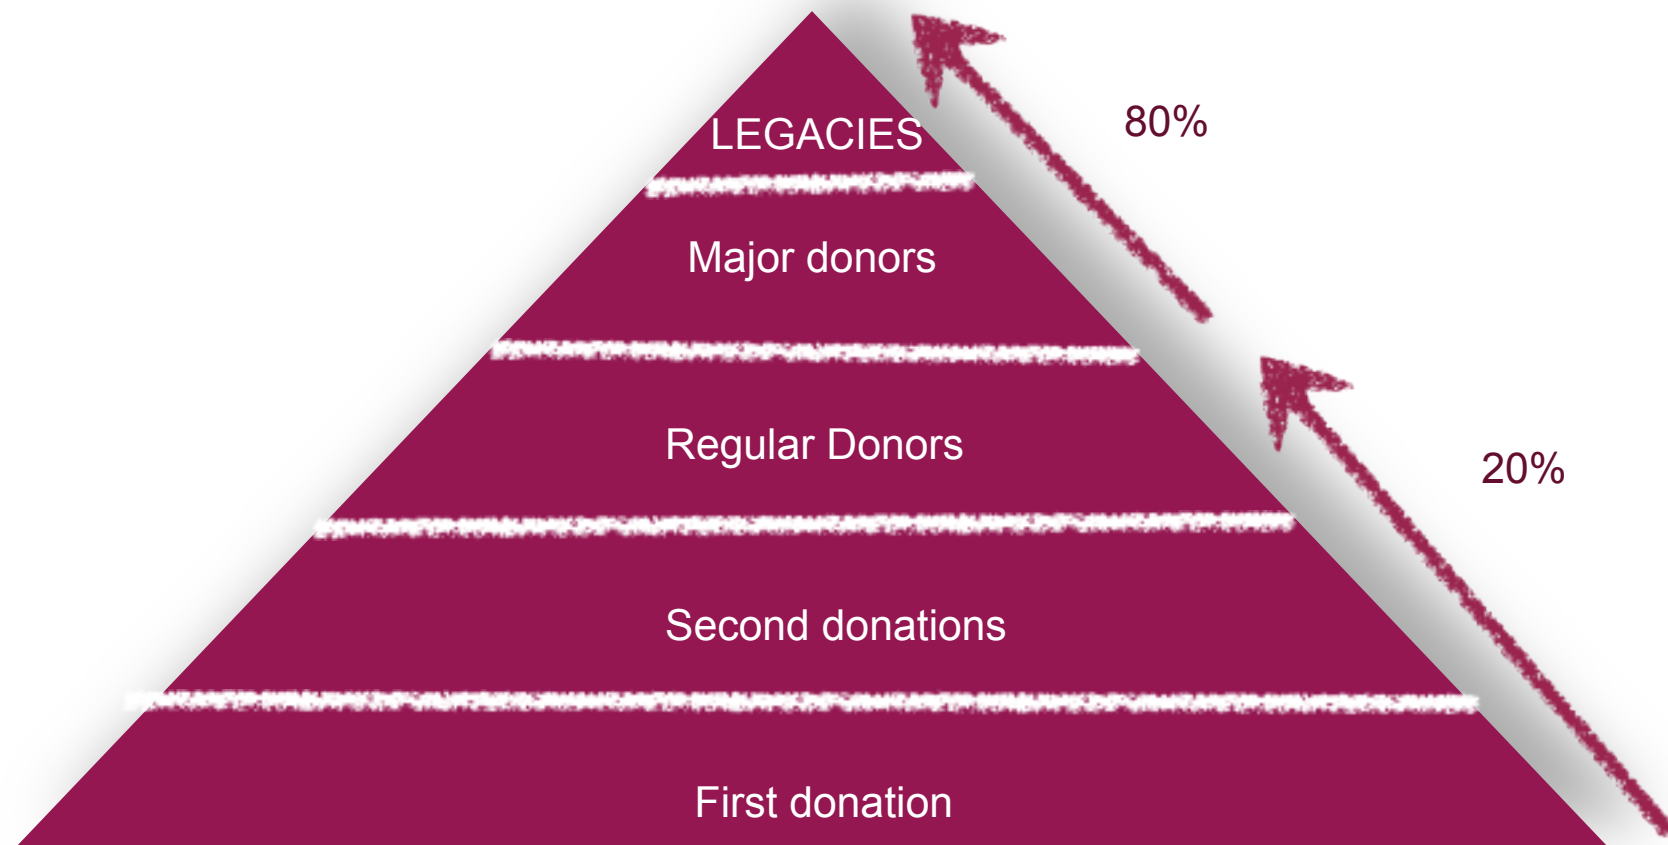 LEGACIES
80%
Major donors
Regular Donors
20%
Second donations
First donation